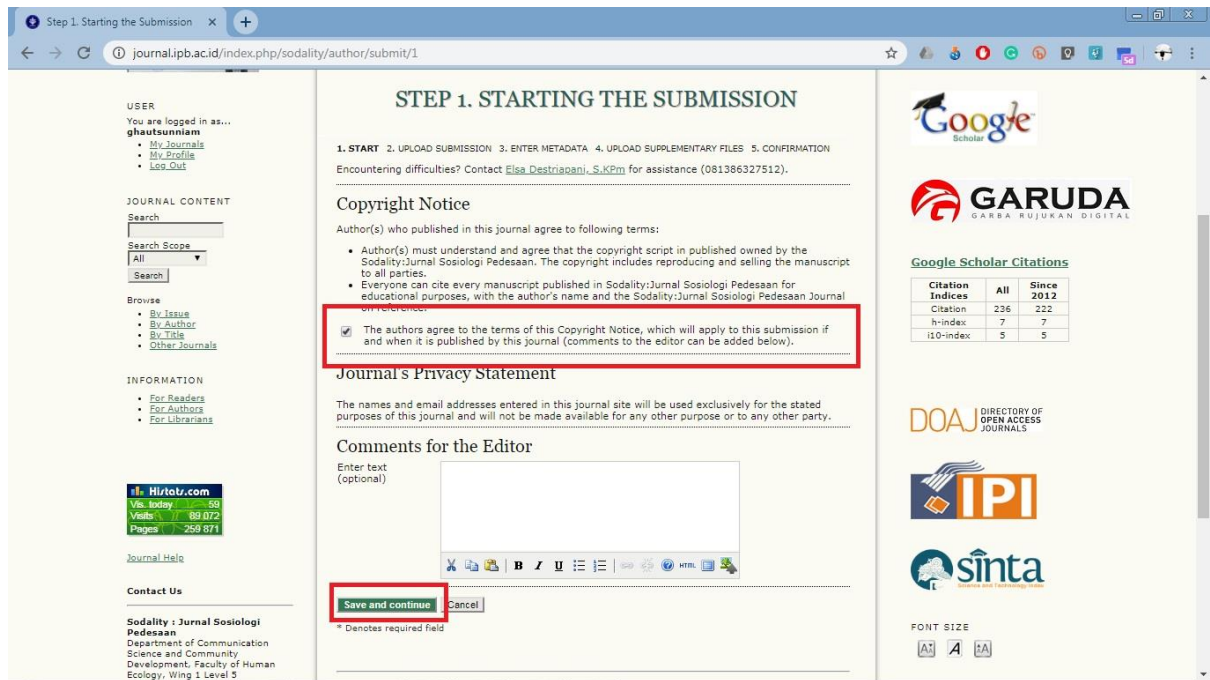 Step 1. Starting the Submission
journal.ipb.ac.id/index.php/sodality/author/submit/1
5d
USER
You are logged in as...
ghautsunniam
My Journals
My Profile
Log Out
JOURNAL CONTENT
Search
Search Scope
All
Search
Browse
By Issue
By Author
By Title
Other Journals
INFORMATION
For Readers
For Authors
For Librarians
Histats.com
Vis. today 59
Visits 89 072
Pages 259 871
Journal Help
Contact Us
Sodality : Jurnal Sosiologi
Pedesaan
Department of Communication
Science and Community
Development, Faculty of Human
Ecology, Wing 1 Level 5
STEP 1. STARTING THE SUBMISSION
1. START 2. UPLOAD SUBMISSION 3. ENTER METADATA 4. UPLOAD SUPPLEMENTARY FILES 5. CONFIRMATION
Encountering difficulties? Contact Elsa Destriapani, S.KPm for assistance (081386327512).
Copyright Notice
Author(s) who published in this journal agree to following terms:
Author(s) must understand and agree that the copyright script in published owned by the
Sodality:Jurnal Sosiologi Pedesaan. The copyright includes reproducing and selling the manuscript
to all parties.
Everyone can cite every manuscript published in Sodality:Jurnal Sosiologi Pedesaan for
educational purposes, with the author's name and the Sodality:Jurnal Sosiologi Pedesaan Journal
on reference.
The authors agree to the terms of this Copyright Notice, which will apply to this submission if
and when it is published by this journal (comments to the editor can be added below).
Journal's Privacy Statement
The names and email addresses entered in this journal site will be used exclusively for the stated
purposes of this journal and will not be made available for any other purpose or to any other party.
Comments for the Editor
Enter text
(optional)
B I U HTML
Save and continue Cancel
* Denotes required field
Google
Scholar
GARUDA
GARBA RUJUKAN DIGITAL
Google Scholar Citations
Citation Indices All Since 2012
Citation 236 222
h-index 7 7
i10-index 5 5
DOAJ DIRECTORY OF
OPEN ACCESS
JOURNALS
IPI
sinta
Science and Technology Index
FONT SIZE
A A A